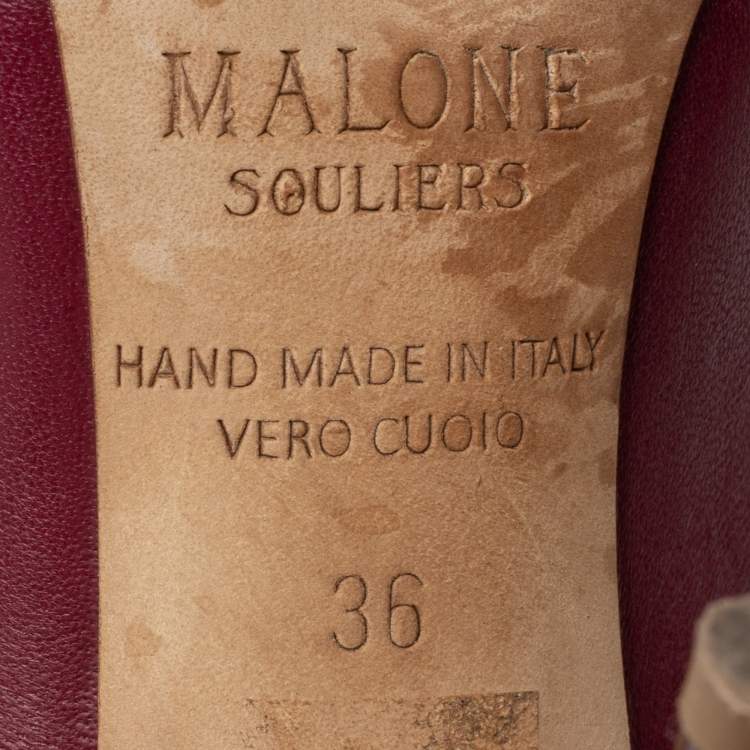 MALONE
SOULIERS
HAND MADE IN ITALY
VERO CUOIO
36